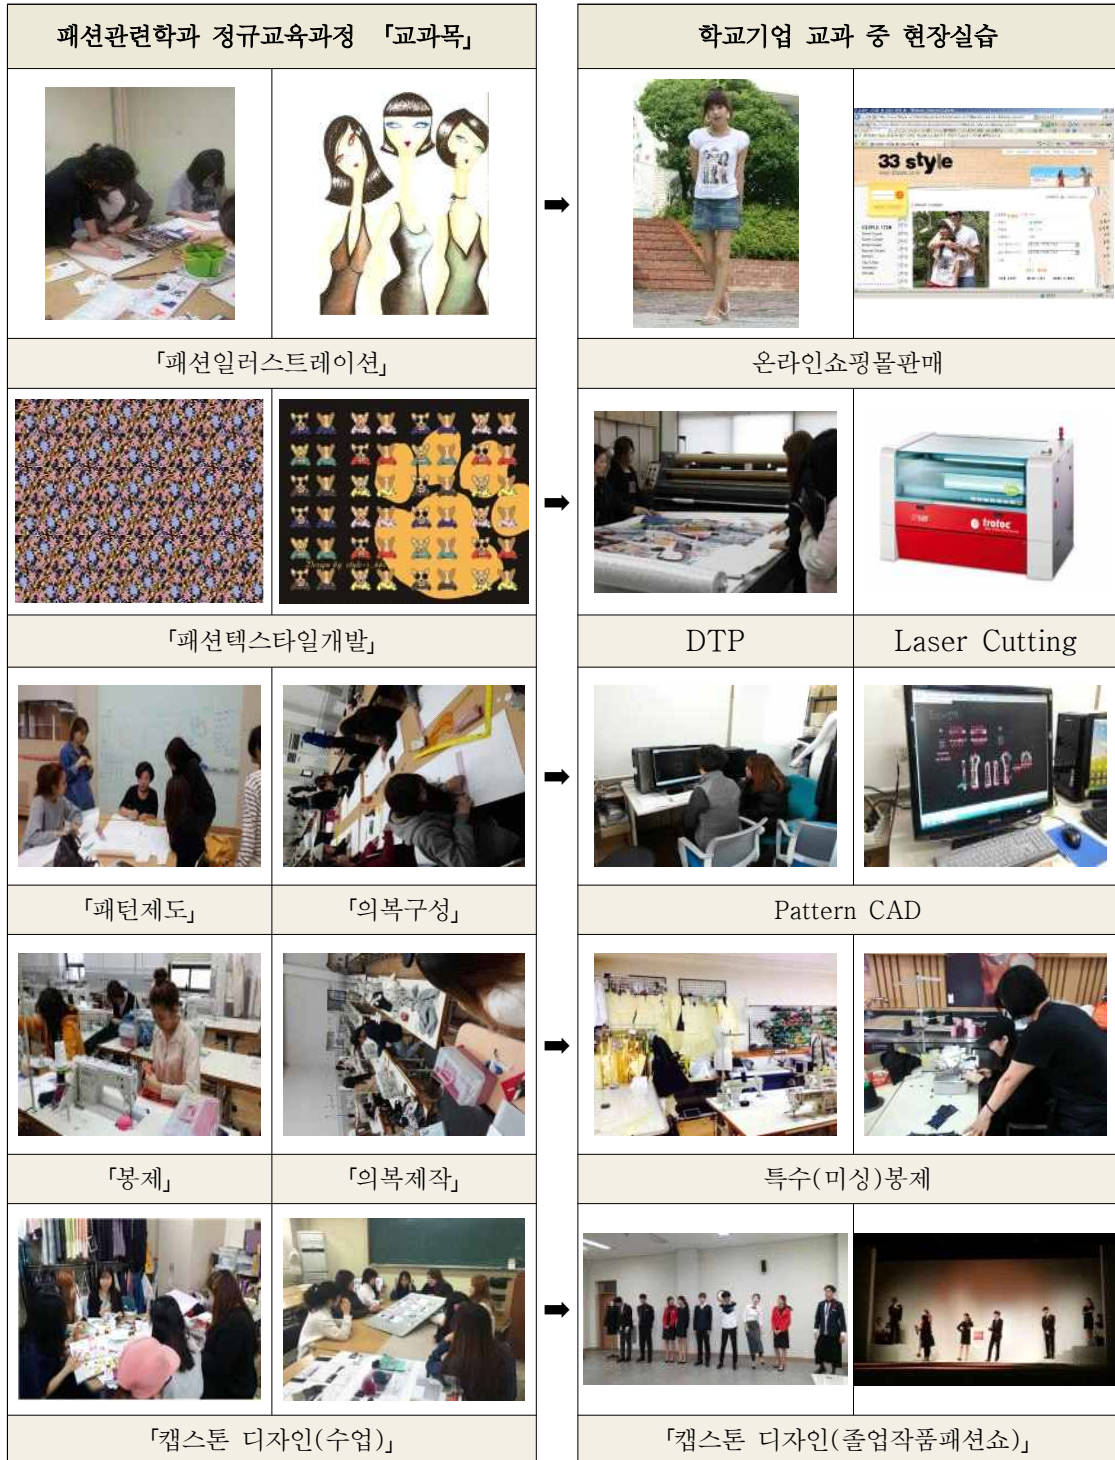 패션관련학과 정규교육과정 「교과목」
학교기업 교과 중 현장실습
33 style
「패션일러스트레이션」
온라인쇼핑몰판매
Design by style
trotec
「패션텍스타일개발」
DTP
Laser Cutting
「패턴제도」
「의복구성」
Pattern CAD
「봉제」
「의복제작」
특수(미싱)봉제
「캡스톤 디자인(수업)」
「캡스톤 디자인(졸업작품패션쇼)」